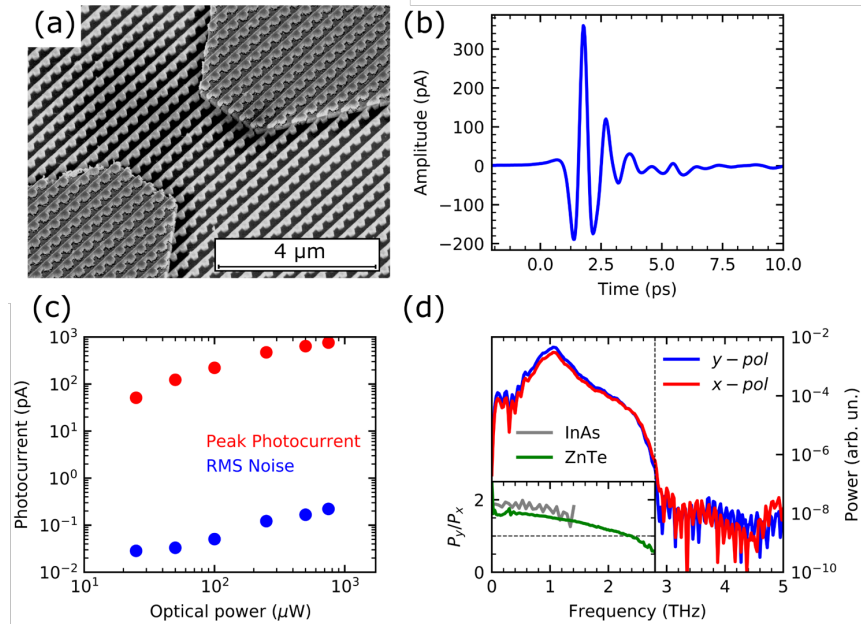 (a)
4 μm
(b)
Amplitude (pA)
300
200
100
0
−100
−200
0.0 2.5 5.0 7.5 10.0
Time (ps)
(c)
Photocurrent (pA)
10³
10²
10¹
10⁰
10⁻¹
10⁻²
Peak Photocurrent
RMS Noise
10¹ 10² 10³
Optical power (μW)
(d)
y − pol
x − pol
InAs
ZnTe
10⁻²
10⁻⁴
10⁻⁶
10⁻⁸
10⁻¹⁰
Power (arb. un.)
P_y/P_x
2
0
0 1 2 3 4 5
Frequency (THz)